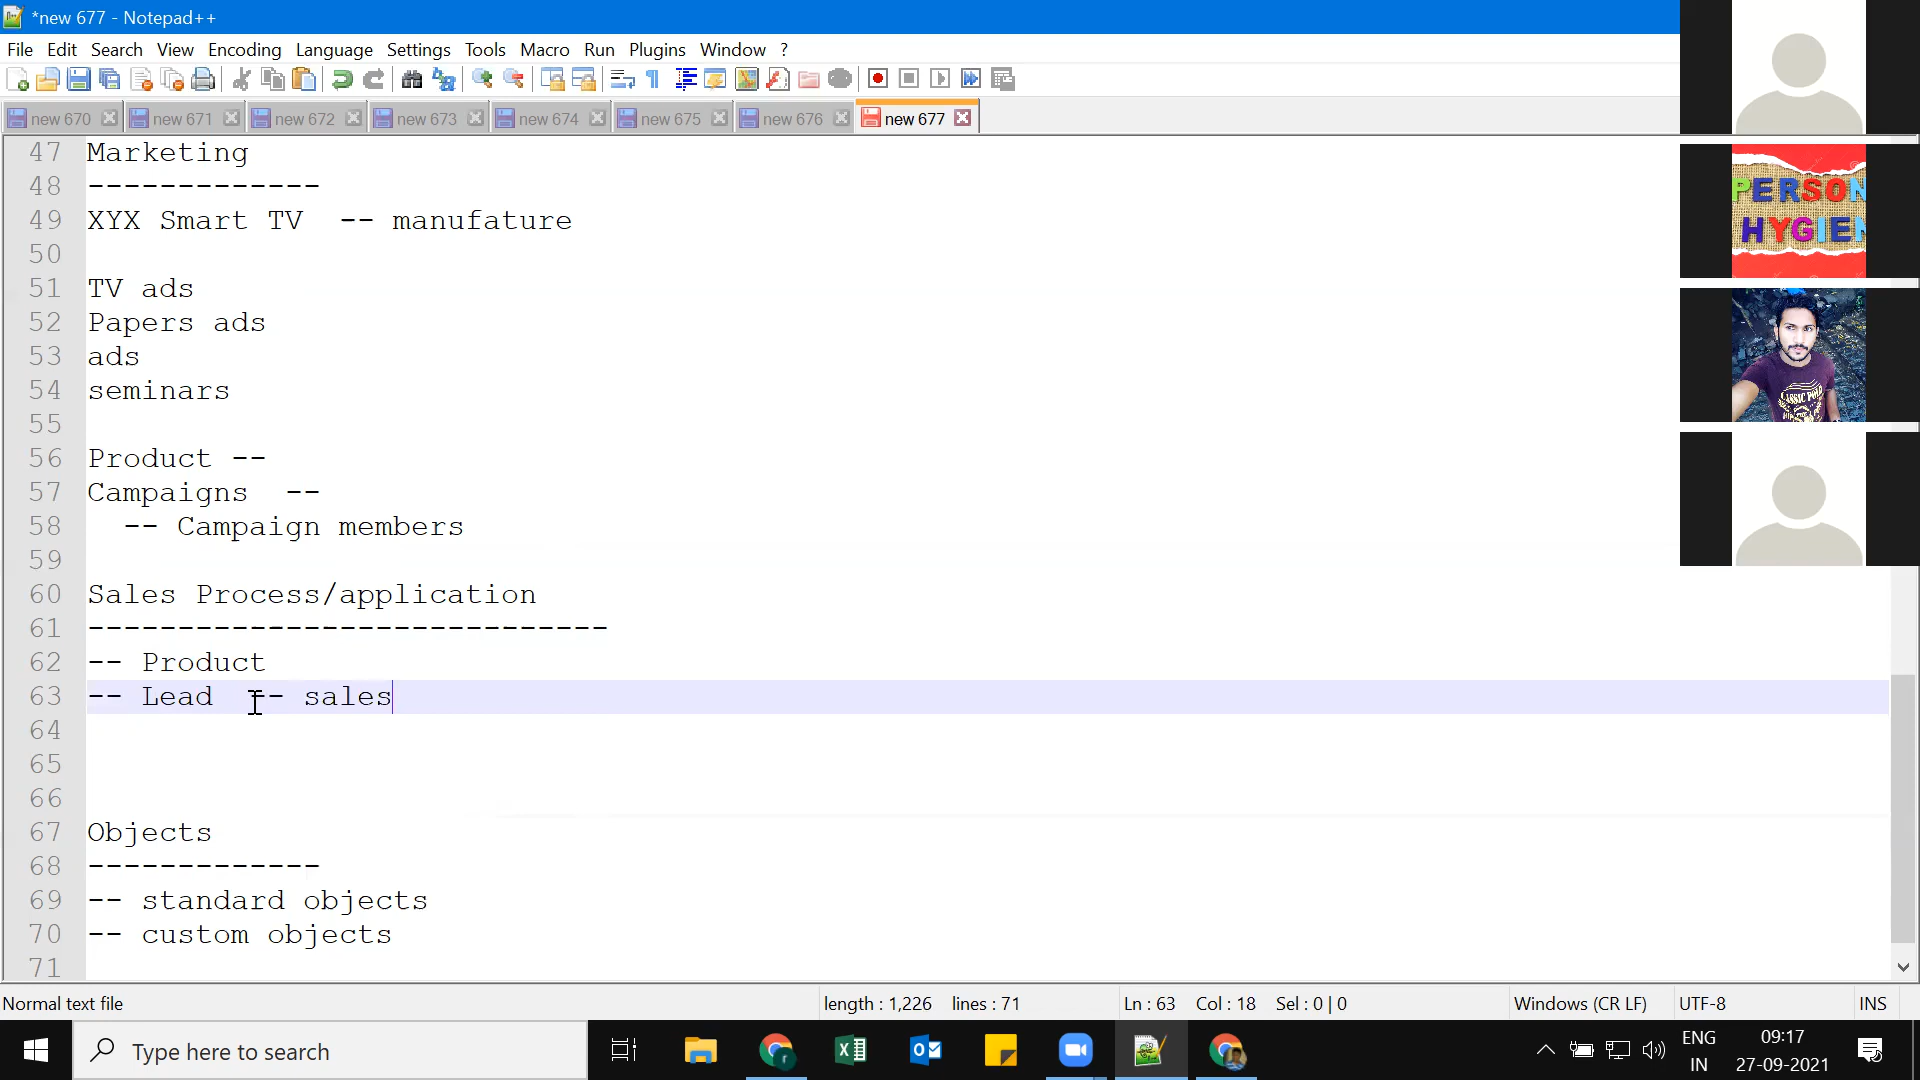 *new 677 - Notepad++
File Edit Search View Encoding Language Settings Tools Macro Run Plugins Window ?
new 670 new 671 new 672 new 673 new 674 new 675 new 676 new 677
47 Marketing
48 -------------
49 XYX Smart TV  -- manufature
50
51 TV ads
52 Papers ads
53 ads
54 seminars
55
56 Product --
57 Campaigns  --
58   -- Campaign members
59
60 Sales Process/application
61 -----------------------------
62 -- Product
63 -- Lead  -- sales
64
65
66
67 Objects
68 -------------
69 -- standard objects
70 -- custom objects
71
PERSON
HYGIE
CLASSIC POLO
Normal text file length : 1,226 lines : 71 Ln : 63 Col : 18 Sel : 0 | 0 Windows (CR LF) UTF-8 INS
Type here to search
ENG
IN
09:17
27-09-2021